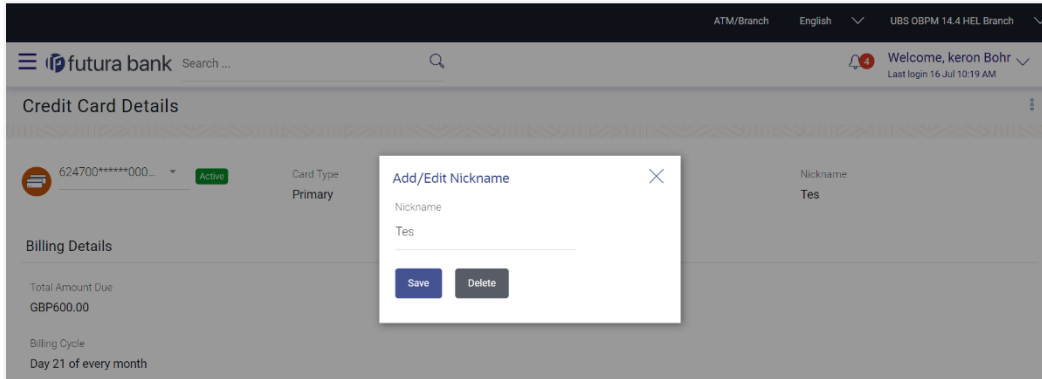 ATM/Branch English UBS OBPM 14.4 HEL Branch
futura bank Search ... 4 Welcome, keron Bohr
Last login 16 Jul 10:19 AM
Credit Card Details
624700******000... Active
Card Type
Primary
Add/Edit Nickname
Nickname
Tes
Save Delete
Nickname
Tes
Billing Details
Total Amount Due
GBP600.00
Billing Cycle
Day 21 of every month